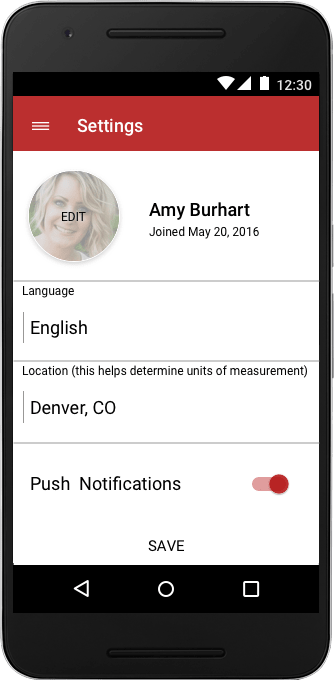 12:30
Settings
EDIT
Amy Burhart
Joined May 20, 2016
Language
English
Location (this helps determine units of measurement)
Denver, CO
Push Notifications
SAVE